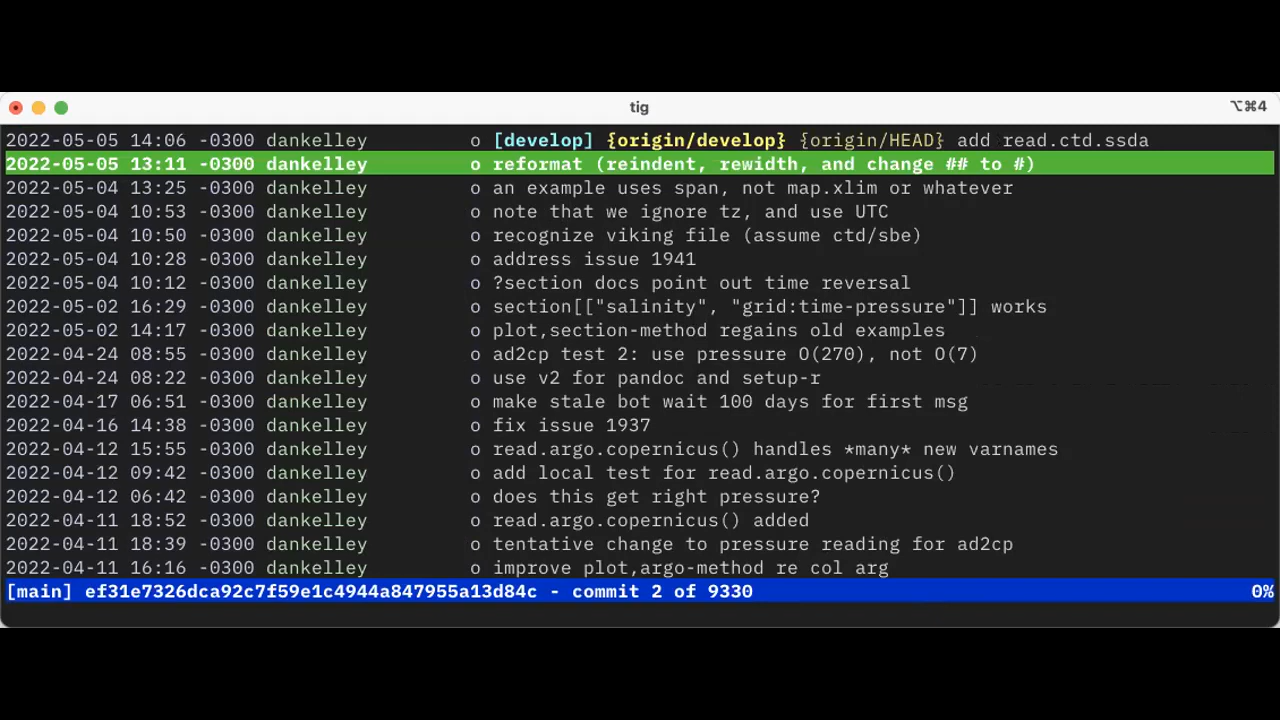 tig
⌥⌘4
2022-05-05 14:06 -0300 dankelley o [develop] {origin/develop} {origin/HEAD} add read.ctd.ssda
2022-05-05 13:11 -0300 dankelley o reformat (reindent, rewidth, and change ## to #)
2022-05-04 13:25 -0300 dankelley o an example uses span, not map.xlim or whatever
2022-05-04 10:53 -0300 dankelley o note that we ignore tz, and use UTC
2022-05-04 10:50 -0300 dankelley o recognize viking file (assume ctd/sbe)
2022-05-04 10:28 -0300 dankelley o address issue 1941
2022-05-04 10:12 -0300 dankelley o ?section docs point out time reversal
2022-05-02 16:29 -0300 dankelley o section[["salinity", "grid:time-pressure"]] works
2022-05-02 14:17 -0300 dankelley o plot,section-method regains old examples
2022-04-24 08:55 -0300 dankelley o ad2cp test 2: use pressure O(270), not O(7)
2022-04-24 08:22 -0300 dankelley o use v2 for pandoc and setup-r
2022-04-17 06:51 -0300 dankelley o make stale bot wait 100 days for first msg
2022-04-16 14:38 -0300 dankelley o fix issue 1937
2022-04-12 15:55 -0300 dankelley o read.argo.copernicus() handles *many* new varnames
2022-04-12 09:42 -0300 dankelley o add local test for read.argo.copernicus()
2022-04-12 06:42 -0300 dankelley o does this get right pressure?
2022-04-11 18:52 -0300 dankelley o read.argo.copernicus() added
2022-04-11 18:39 -0300 dankelley o tentative change to pressure reading for ad2cp
2022-04-11 16:16 -0300 dankelley o improve plot,argo-method re col arg
[main] ef31e7326dca92c7f59e1c4944a847955a13d84c - commit 2 of 9330 0%